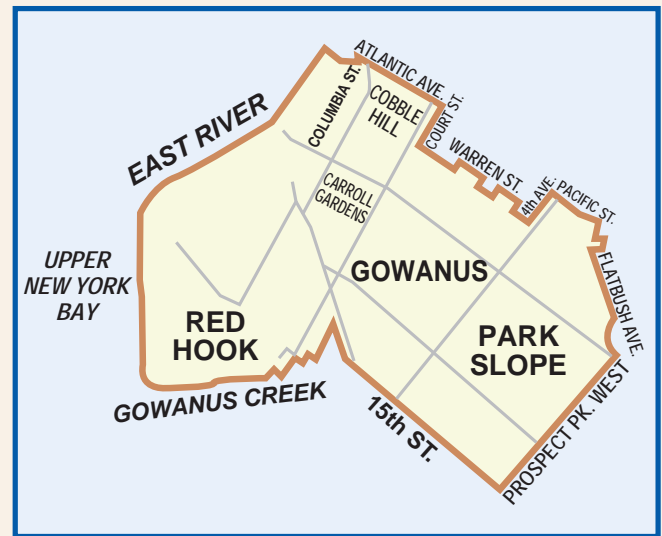 ATLANTIC AVE.
COLUMBIA ST.
COBBLE
HILL
COURT ST.
EAST RIVER
WARREN ST.
4th AVE.
PACIFIC ST.
CARROLL
GARDENS
UPPER
NEW YORK
BAY
GOWANUS
FLATBUSH AVE.
RED
HOOK
PARK
SLOPE
GOWANUS CREEK
15th ST.
PROSPECT PK. WEST